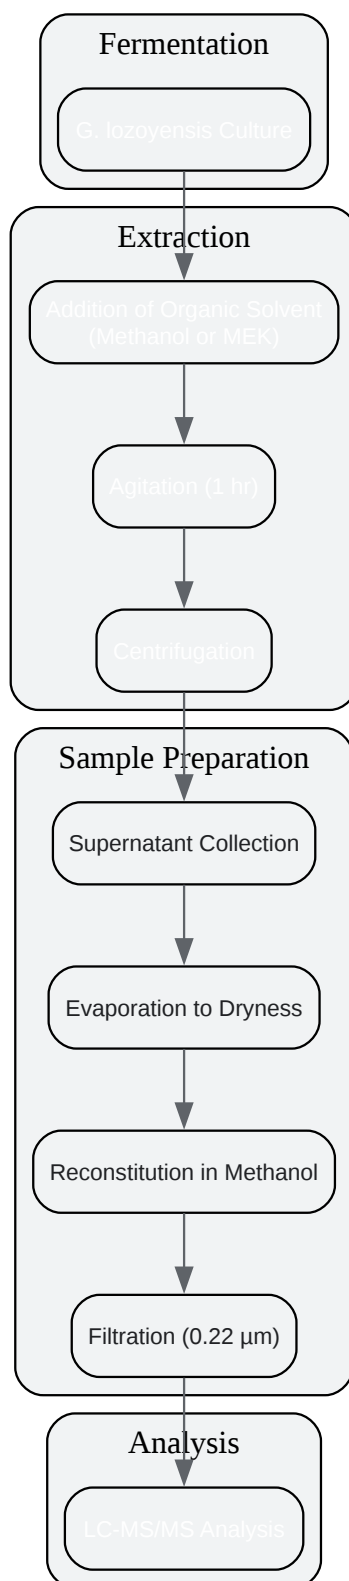 Fermentation
G. lozoyensis Culture
Extraction
Addition of Organic Solvent
(Methanol or MEK)
Agitation (1 hr)
Centrifugation
Sample Preparation
Supernatant Collection
Evaporation to Dryness
Reconstitution in Methanol
Filtration (0.22 µm)
Analysis
LC-MS/MS Analysis